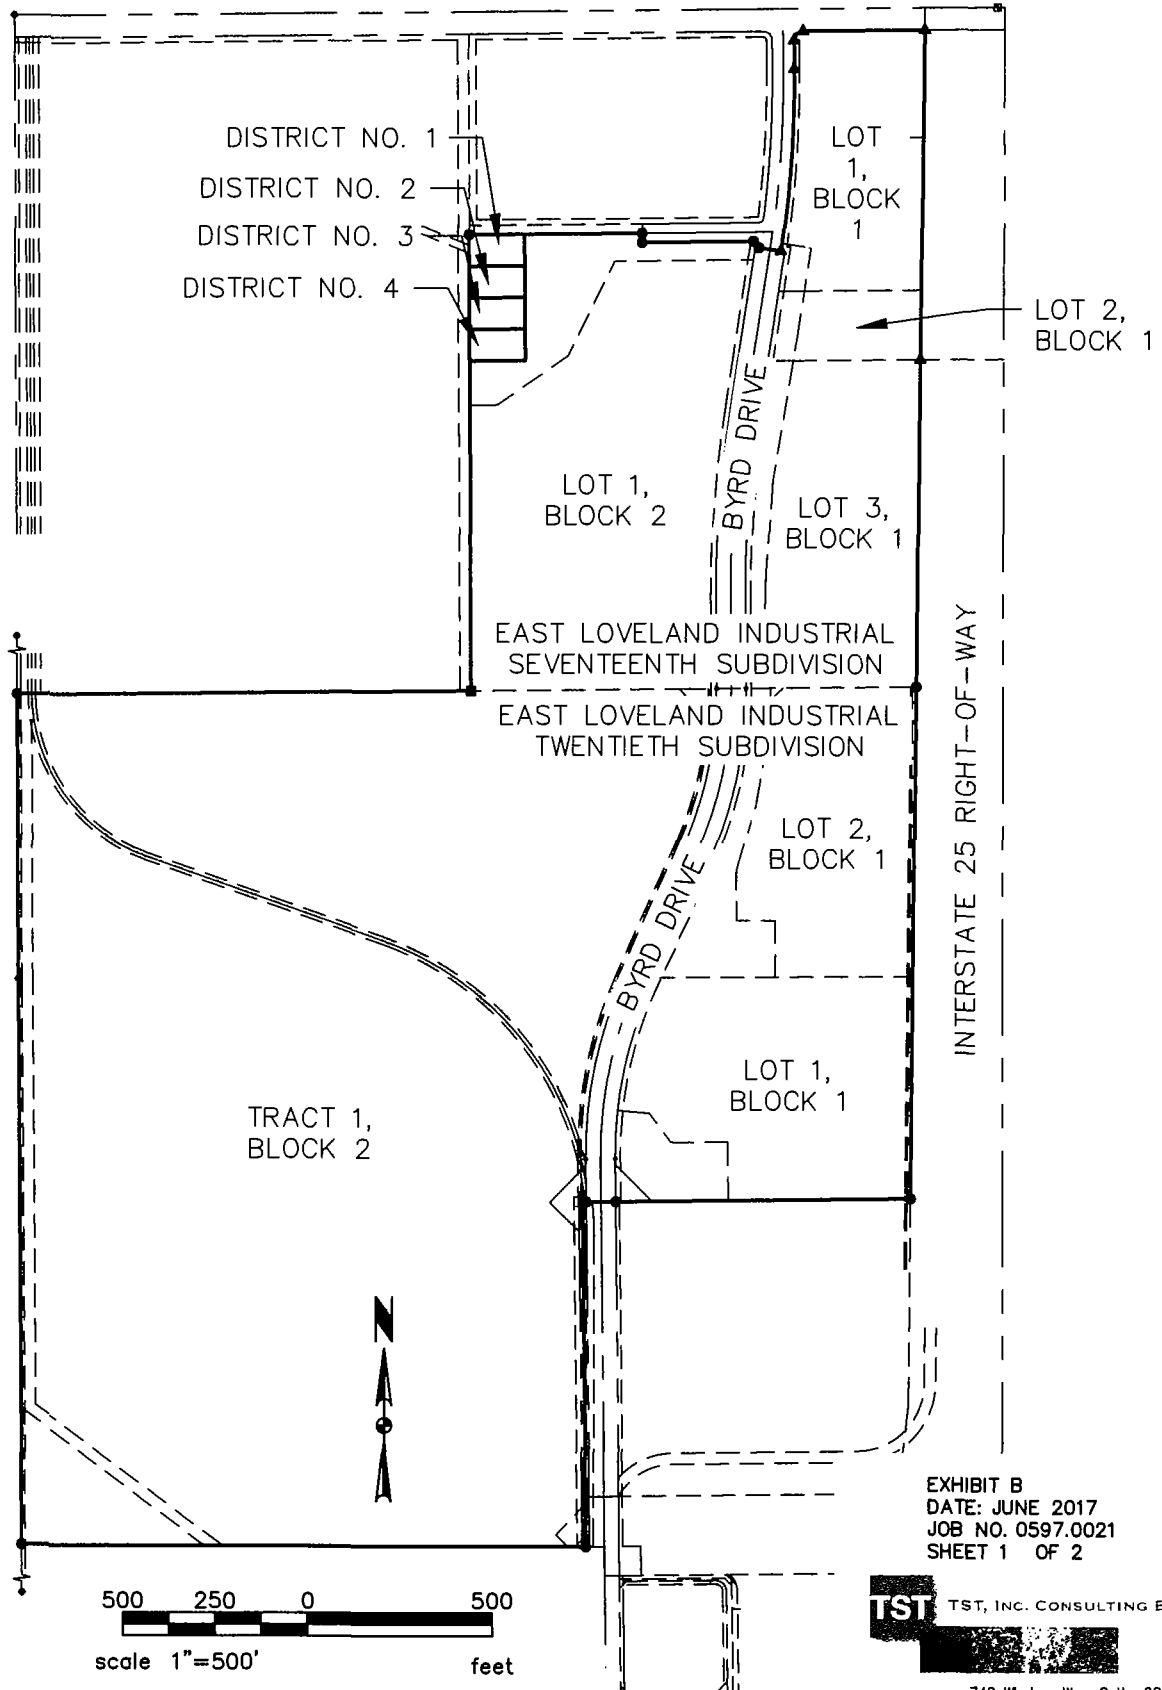 DISTRICT NO. 1
DISTRICT NO. 2
DISTRICT NO. 3
DISTRICT NO. 4
LOT
1,
BLOCK
1
LOT 2,
BLOCK 1
BYRD DRIVE
LOT 1,
BLOCK 2
LOT 3,
BLOCK 1
EAST LOVELAND INDUSTRIAL
SEVENTEENTH SUBDIVISION
EAST LOVELAND INDUSTRIAL
TWENTIETH SUBDIVISION
INTERSTATE 25 RIGHT-OF-WAY
LOT 2,
BLOCK 1
BYRD DRIVE
LOT 1,
BLOCK 1
TRACT 1,
BLOCK 2
N
EXHIBIT B
DATE: JUNE 2017
JOB NO. 0597.0021
SHEET 1 OF 2
500 250 0 500
scale 1"=500' feet
TST TST, INC. CONSULTING E